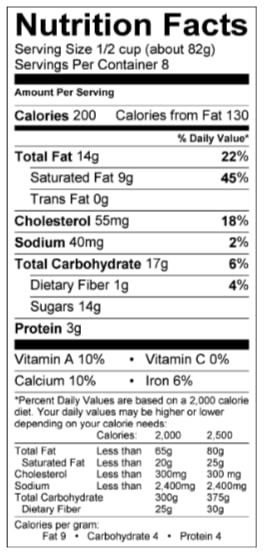 Nutrition Facts
Serving Size 1/2 cup (about 82g)
Servings Per Container 8
Amount Per Serving
Calories 200 Calories from Fat 130
% Daily Value*
Total Fat 14g 22%
Saturated Fat 9g 45%
Trans Fat 0g
Cholesterol 55mg 18%
Sodium 40mg 2%
Total Carbohydrate 17g 6%
Dietary Fiber 1g 4%
Sugars 14g
Protein 3g
Vitamin A 10% • Vitamin C 0%
Calcium 10% • Iron 6%
*Percent Daily Values are based on a 2,000 calorie
diet. Your daily values may be higher or lower
depending on your calorie needs:
Calories: 2,000 2,500
Total Fat Less than 65g 80g
Saturated Fat Less than 20g 25g
Cholesterol Less than 300mg 300 mg
Sodium Less than 2,400mg 2,400mg
Total Carbohydrate 300g 375g
Dietary Fiber 25g 30g
Calories per gram:
Fat 9 • Carbohydrate 4 • Protein 4